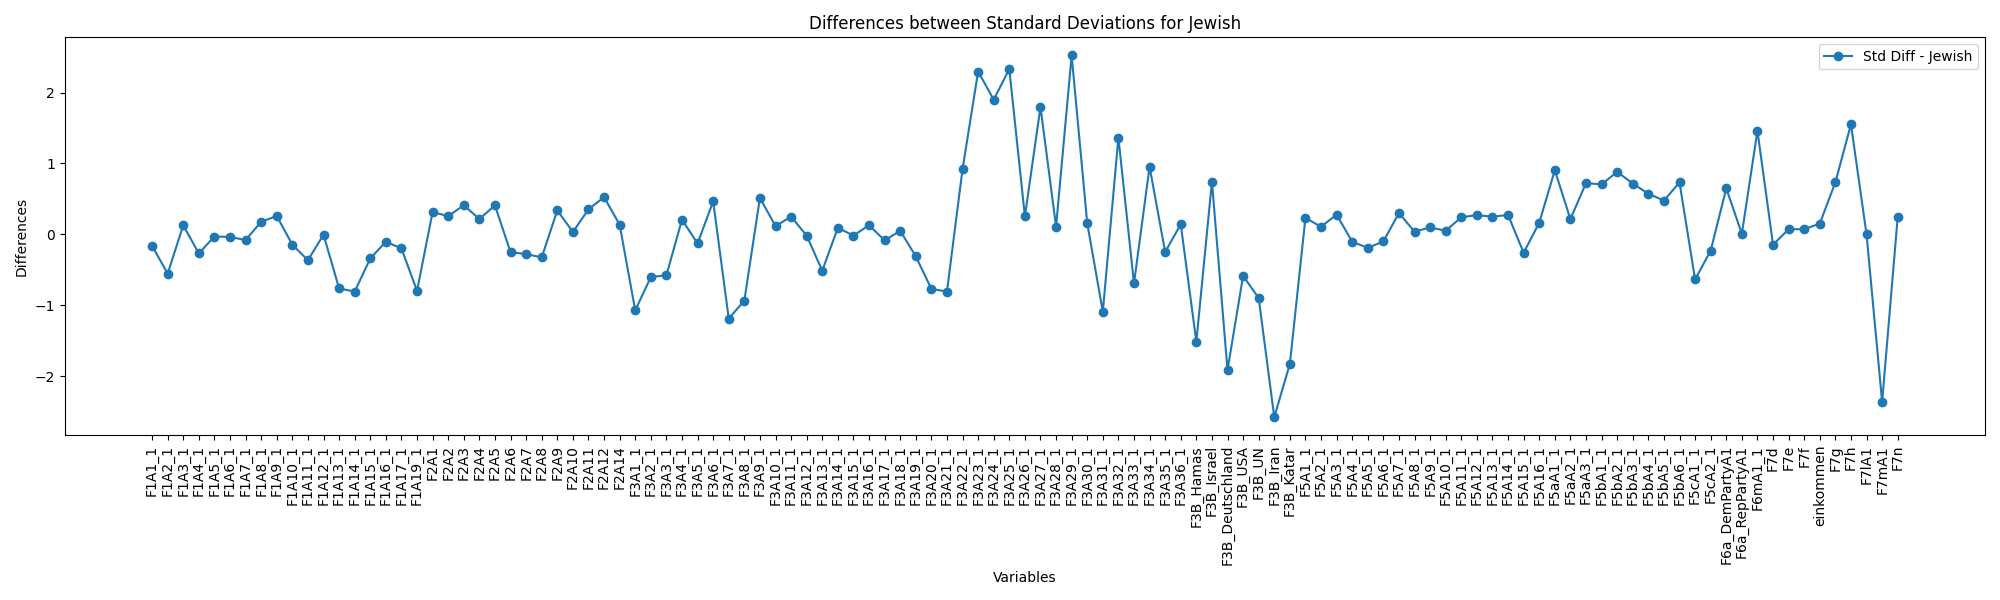 Differences between Standard Deviations for Jewish
Std Diff - Jewish
Differences
2
1
0
−1
−2
F1A1_1
F1A2_1
F1A3_1
F1A4_1
F1A5_1
F1A6_1
F1A7_1
F1A8_1
F1A9_1
F1A10_1
F1A11_1
F1A12_1
F1A13_1
F1A14_1
F1A15_1
F1A16_1
F1A17_1
F1A19_1
F2A1
F2A2
F2A3
F2A4
F2A5
F2A6
F2A7
F2A8
F2A9
F2A10
F2A11
F2A12
F2A14
F3A1_1
F3A2_1
F3A3_1
F3A4_1
F3A5_1
F3A6_1
F3A7_1
F3A8_1
F3A9_1
F3A10_1
F3A11_1
F3A12_1
F3A13_1
F3A14_1
F3A15_1
F3A16_1
F3A17_1
F3A18_1
F3A19_1
F3A20_1
F3A21_1
F3A22_1
F3A23_1
F3A24_1
F3A25_1
F3A26_1
F3A27_1
F3A28_1
F3A29_1
F3A30_1
F3A31_1
F3A32_1
F3A33_1
F3A34_1
F3A35_1
F3A36_1
F3B_Hamas
F3B_Israel
F3B_Deutschland
F3B_USA
F3B_UN
F3B_Iran
F3B_Katar
F5A1_1
F5A2_1
F5A3_1
F5A4_1
F5A5_1
F5A6_1
F5A7_1
F5A8_1
F5A9_1
F5A10_1
F5A11_1
F5A12_1
F5A13_1
F5A14_1
F5A15_1
F5A16_1
F5aA1_1
F5aA2_1
F5aA3_1
F5bA1_1
F5bA2_1
F5bA3_1
F5bA4_1
F5bA5_1
F5bA6_1
F5cA1_1
F5cA2_1
F6a_DemPartyA1
F6a_RepPartyA1
F6mA1_1
F7d
F7e
F7f
einkommen
F7g
F7h
F7lA1
F7mA1
F7n
Variables